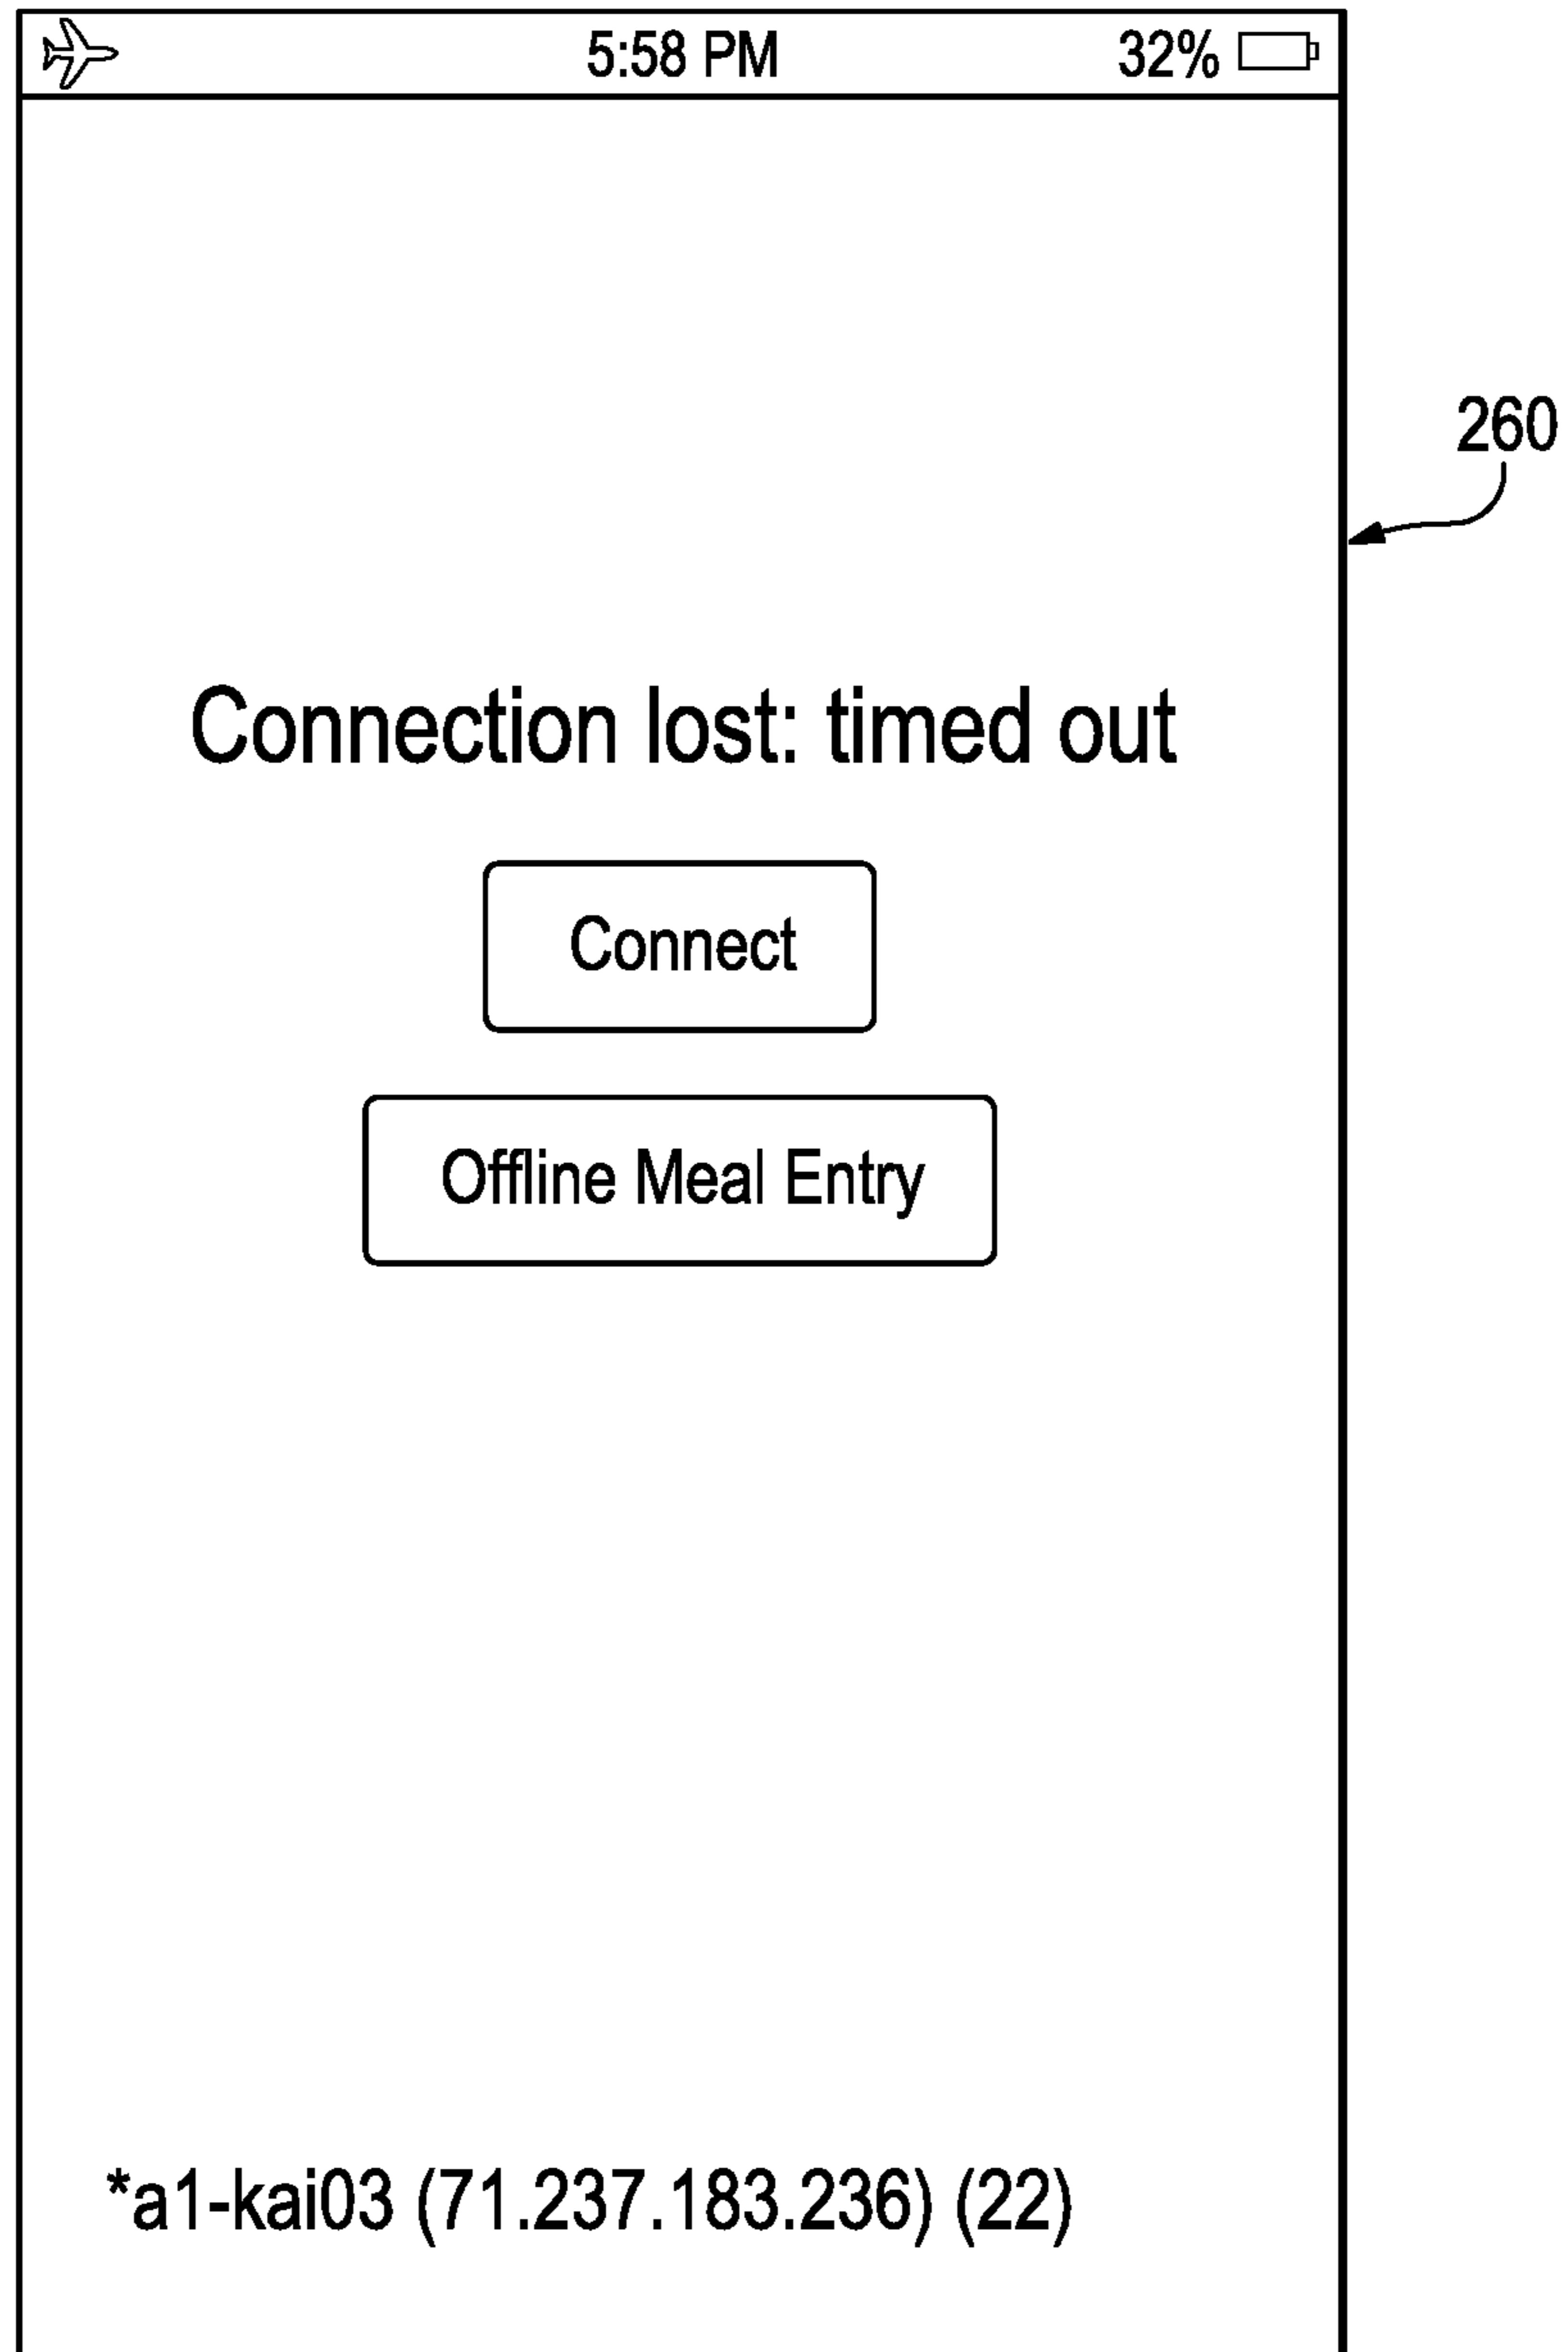 5:58 PM 32%
260
Connection lost: timed out
Connect
Offline Meal Entry
*a1-kai03 (71.237.183.236) (22)